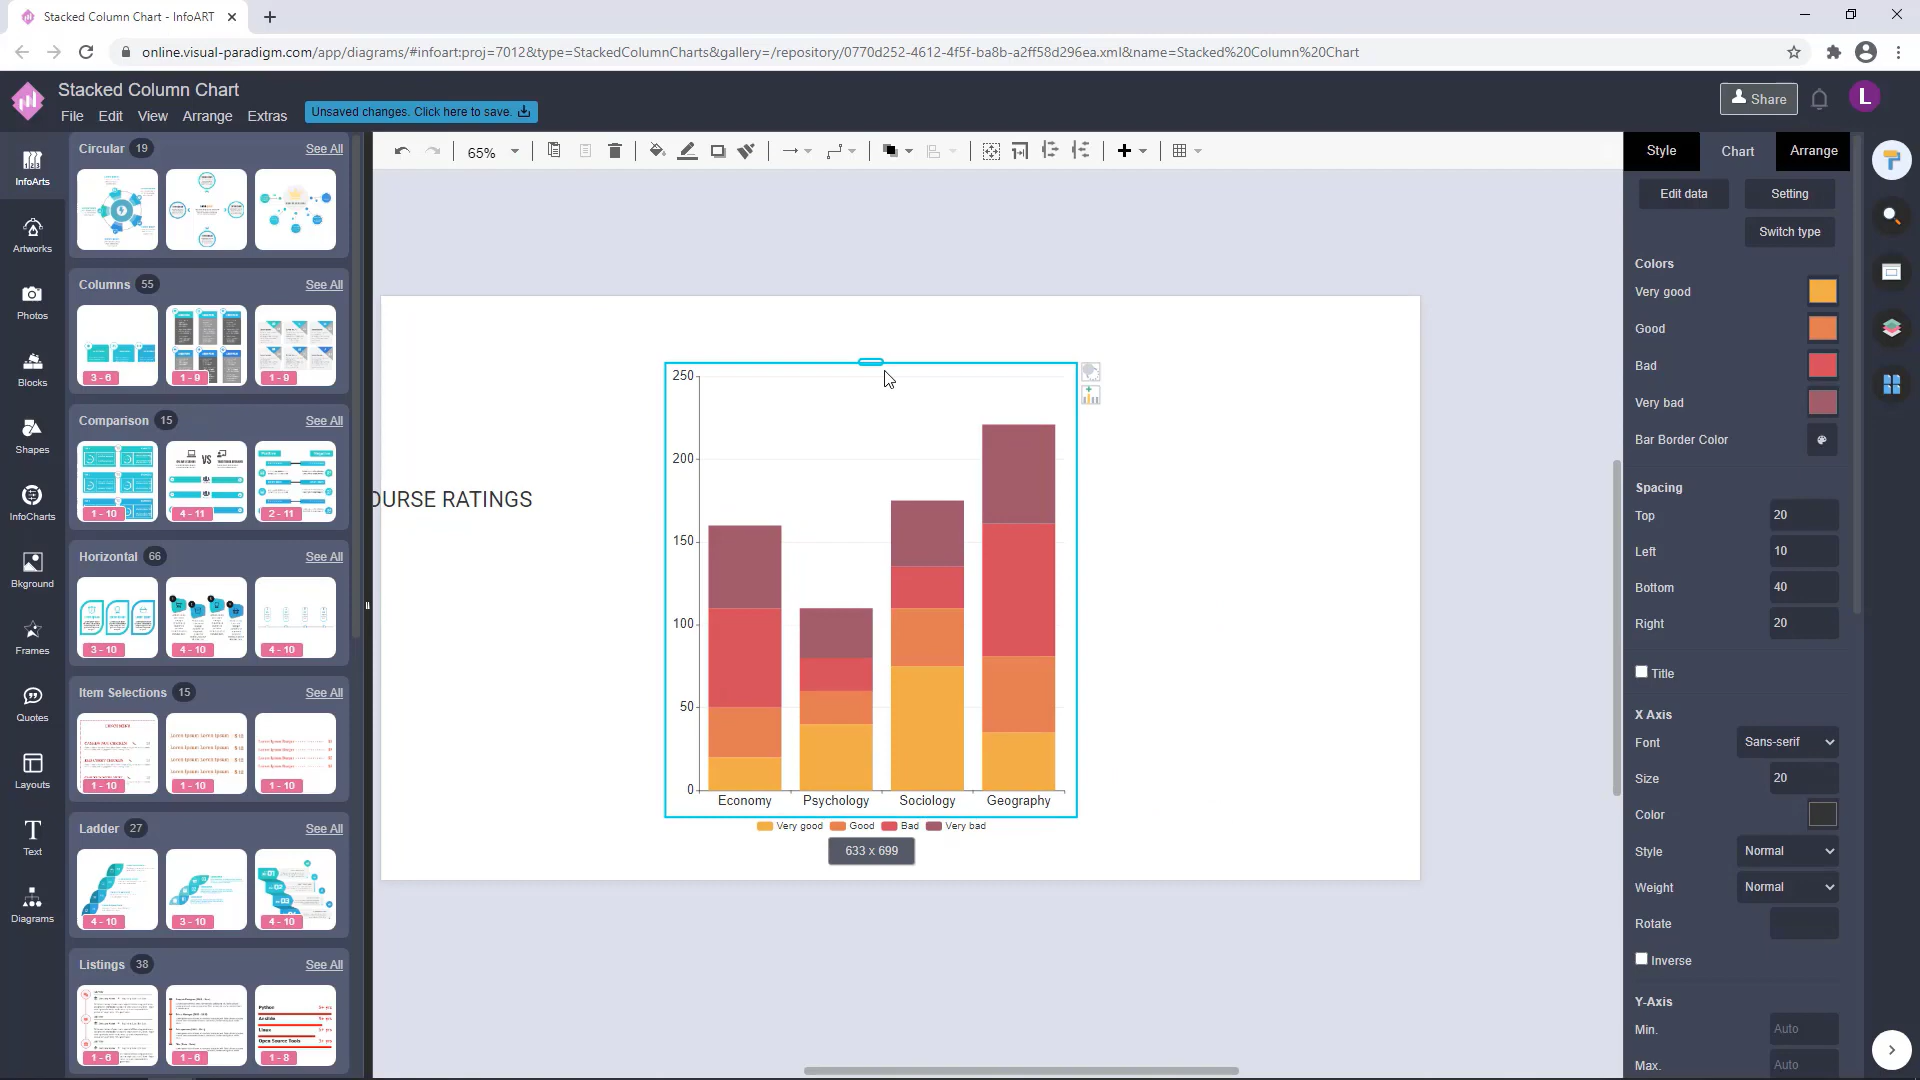 Stacked Column Chart - InfoART
online.visual-paradigm.com/app/diagrams/#infoart:proj=7012&type=StackedColumnCharts&gallery=/repository/0770d252-4612-4f5f-ba8b-a2ff58d296ea.xml&name=Stacked%20Column%20Chart
Stacked Column Chart
File Edit View Arrange Extras
Unsaved changes. Click here to save.
Share
L
InfoArts
Artworks
Photos
Blocks
Shapes
InfoCharts
Bkground
Frames
Quotes
Layouts
Text
Diagrams
Circular 19 See All
Columns 55 See All
3 - 6 1 - 9 1 - 9
Comparison 15 See All
VS
Positive Negative
1 - 10 4 - 11 2 - 11
Horizontal 66 See All
3 - 10 4 - 10 4 - 10
Item Selections 15 See All
1 - 10 1 - 10 1 - 10
Ladder 27 See All
4 - 10 3 - 10 4 - 10
Listings 38 See All
Python
Linux
Open Source Tools
1 - 6 1 - 6 1 - 8
65%
OURSE RATINGS
250
200
150
100
50
0
Economy Psychology Sociology Geography
Very good Good Bad Very bad
633 x 699
Style Chart Arrange
Edit data Setting
Switch type
Colors
Very good
Good
Bad
Very bad
Bar Border Color
Spacing
Top 20
Left 10
Bottom 40
Right 20
Title
X Axis
Font Sans-serif
Size 20
Color
Style Normal
Weight Normal
Rotate
Inverse
Y-Axis
Min. Auto
Max. Auto